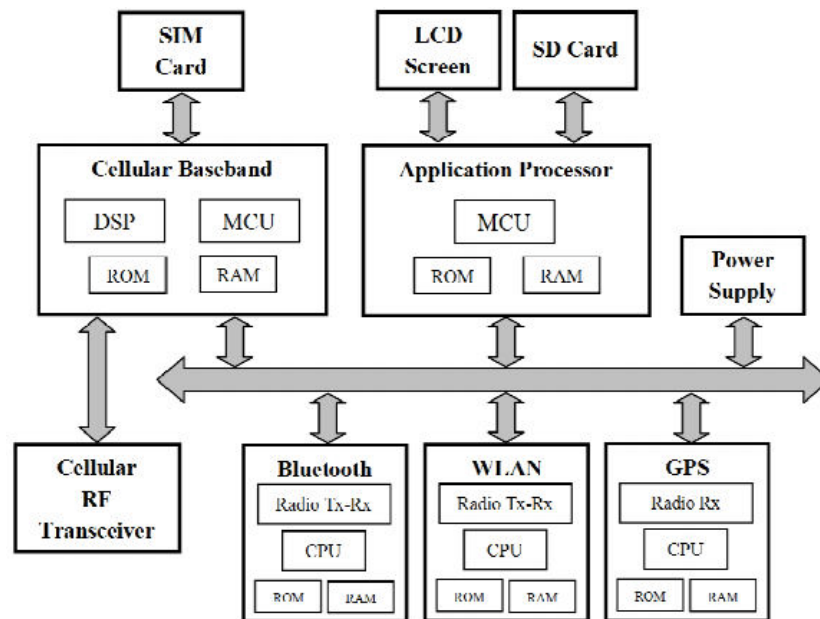 SIM
Card
LCD
Screen
SD Card
Cellular Baseband
DSP
MCU
ROM
RAM
Application Processor
MCU
ROM
RAM
Power
Supply
Cellular
RF
Transceiver
Bluetooth
Radio Tx-Rx
CPU
ROM
RAM
WLAN
Radio Tx-Rx
CPU
ROM
RAM
GPS
Radio Rx
CPU
ROM
RAM